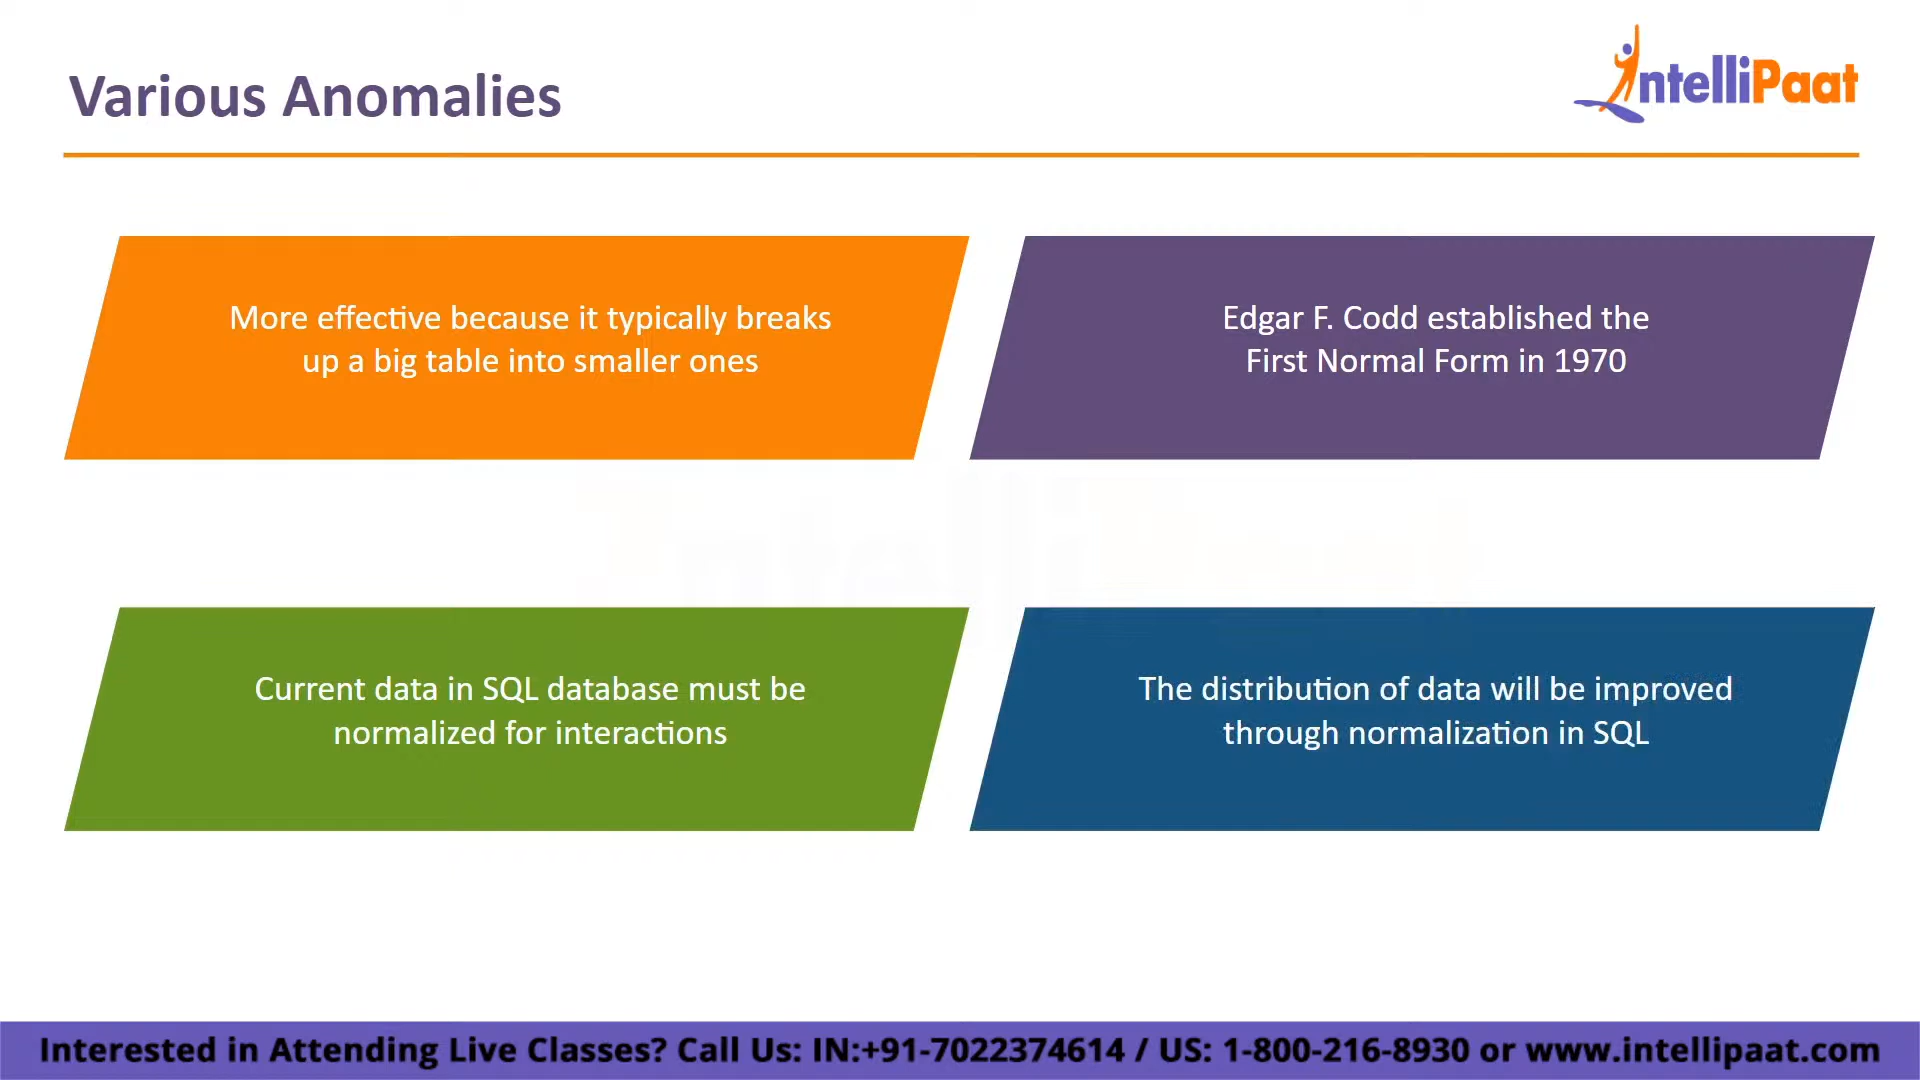 Various Anomalies
IntelliPaat
More effective because it typically breaks
up a big table into smaller ones
Edgar F. Codd established the
First Normal Form in 1970
Current data in SQL database must be
normalized for interactions
The distribution of data will be improved
through normalization in SQL
Interested in Attending Live Classes? Call Us: IN:+91-7022374614 / US: 1-800-216-8930 or www.intellipaat.com